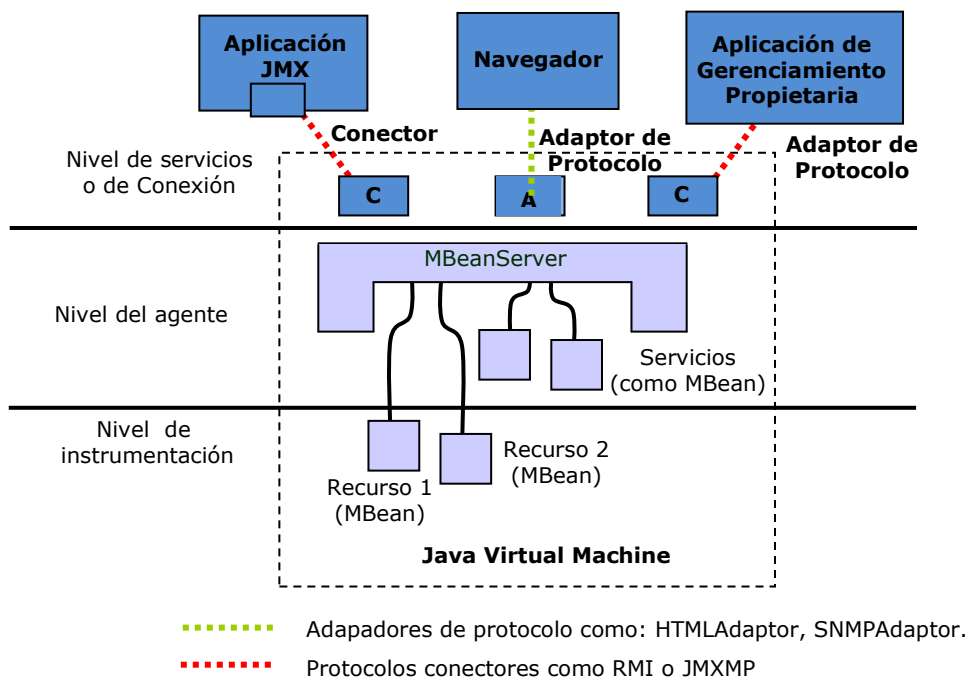 Aplicación
JMX
Navegador
Aplicación de
Gerenciamiento
Propietaria
Conector
Adaptor de
Protocolo
Adaptor de
Protocolo
Nivel de servicios
o de Conexión
C
A
C
MBeanServer
Nivel del agente
Servicios
(como MBean)
Nivel de
instrumentación
Recurso 1
(MBean)
Recurso 2
(MBean)
Java Virtual Machine
Adapadores de protocolo como: HTMLAdaptor, SNMPAdaptor.
Protocolos conectores como RMI o JMXMP